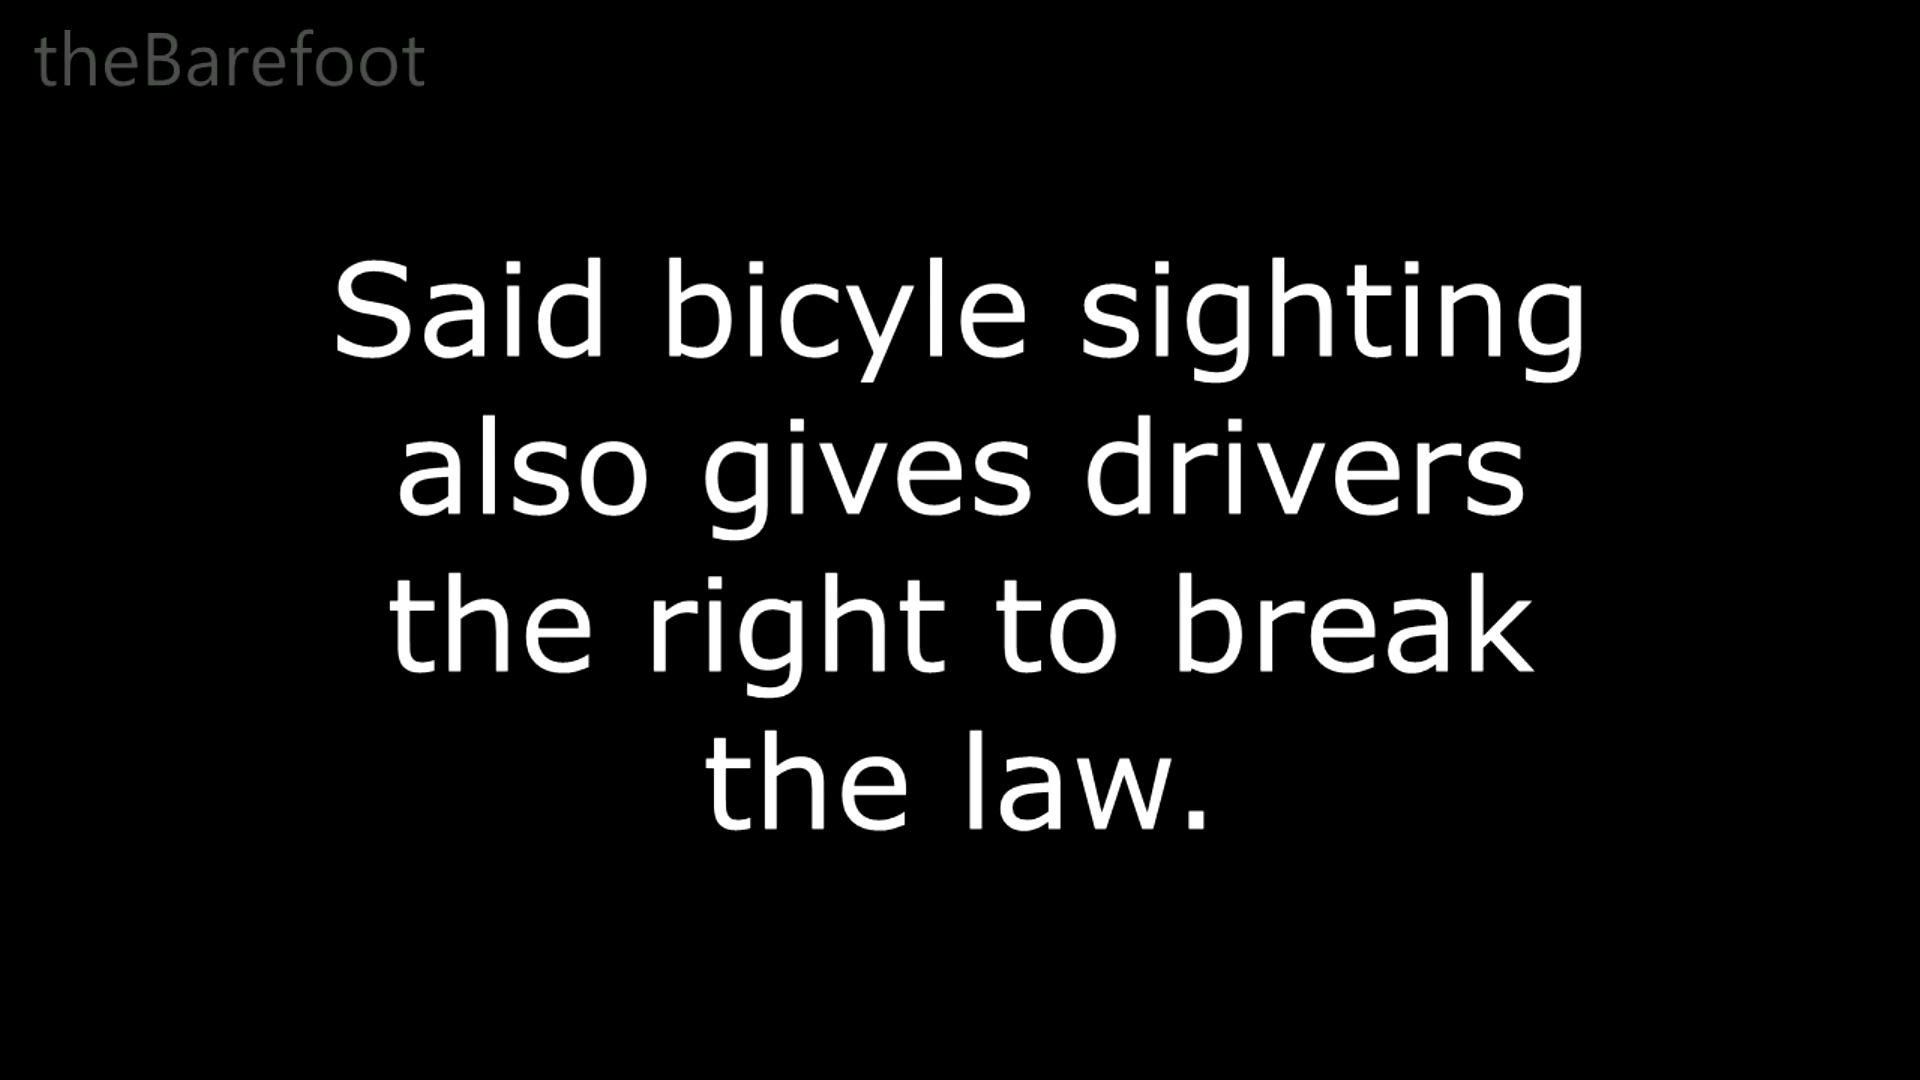 theBarefoot
Said bicyle sighting
also gives drivers
the right to break
the law.